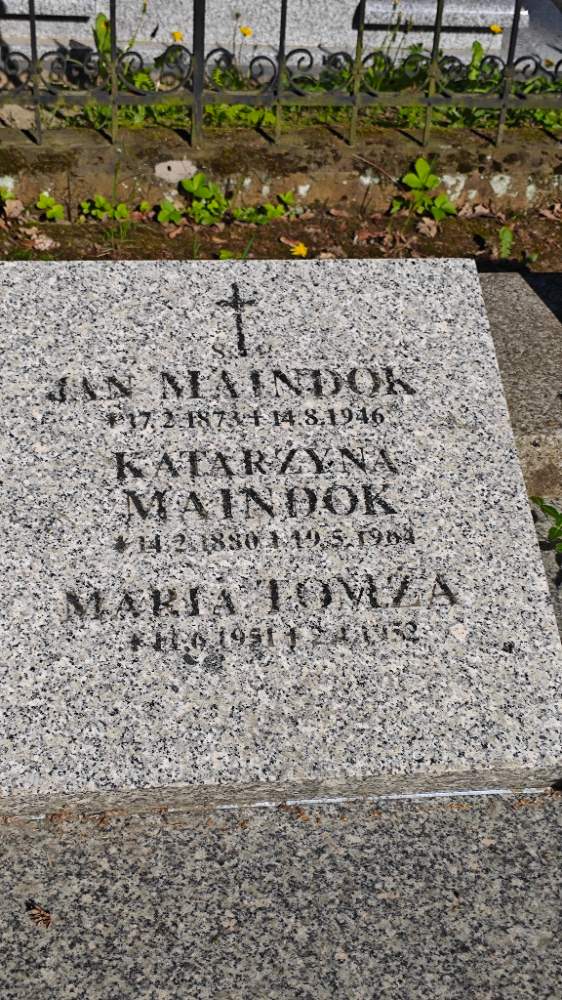 JAN MAINDOK
*17.2.1873 + 14.8.1946
KATARZYNA
MAINDOK
*14.2.1880 + 19.5.1964
MARIA TOMZA
*11.6.1951 +